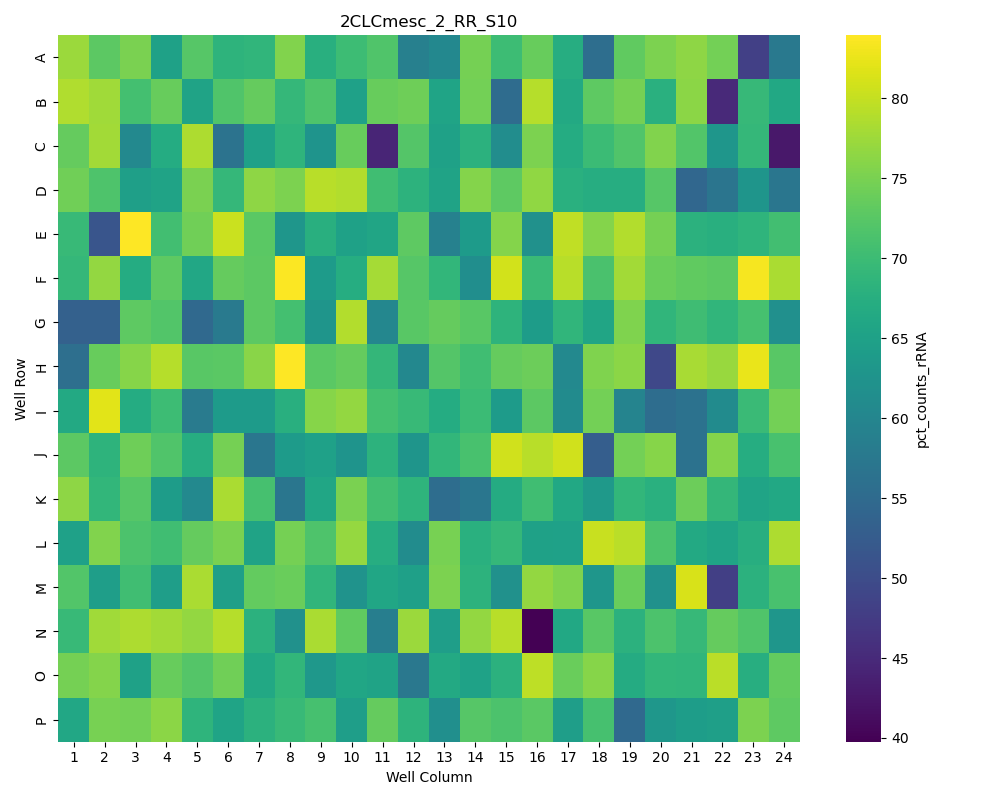 2CLCmesc_2_RR_S10
Well Row
A
B
C
D
E
F
G
H
I
J
K
L
M
N
O
P
1 2 3 4 5 6 7 8 9 10 11 12 13 14 15 16 17 18 19 20 21 22 23 24
Well Column
80
75
70
65
60
55
50
45
40
pct_counts_rRNA